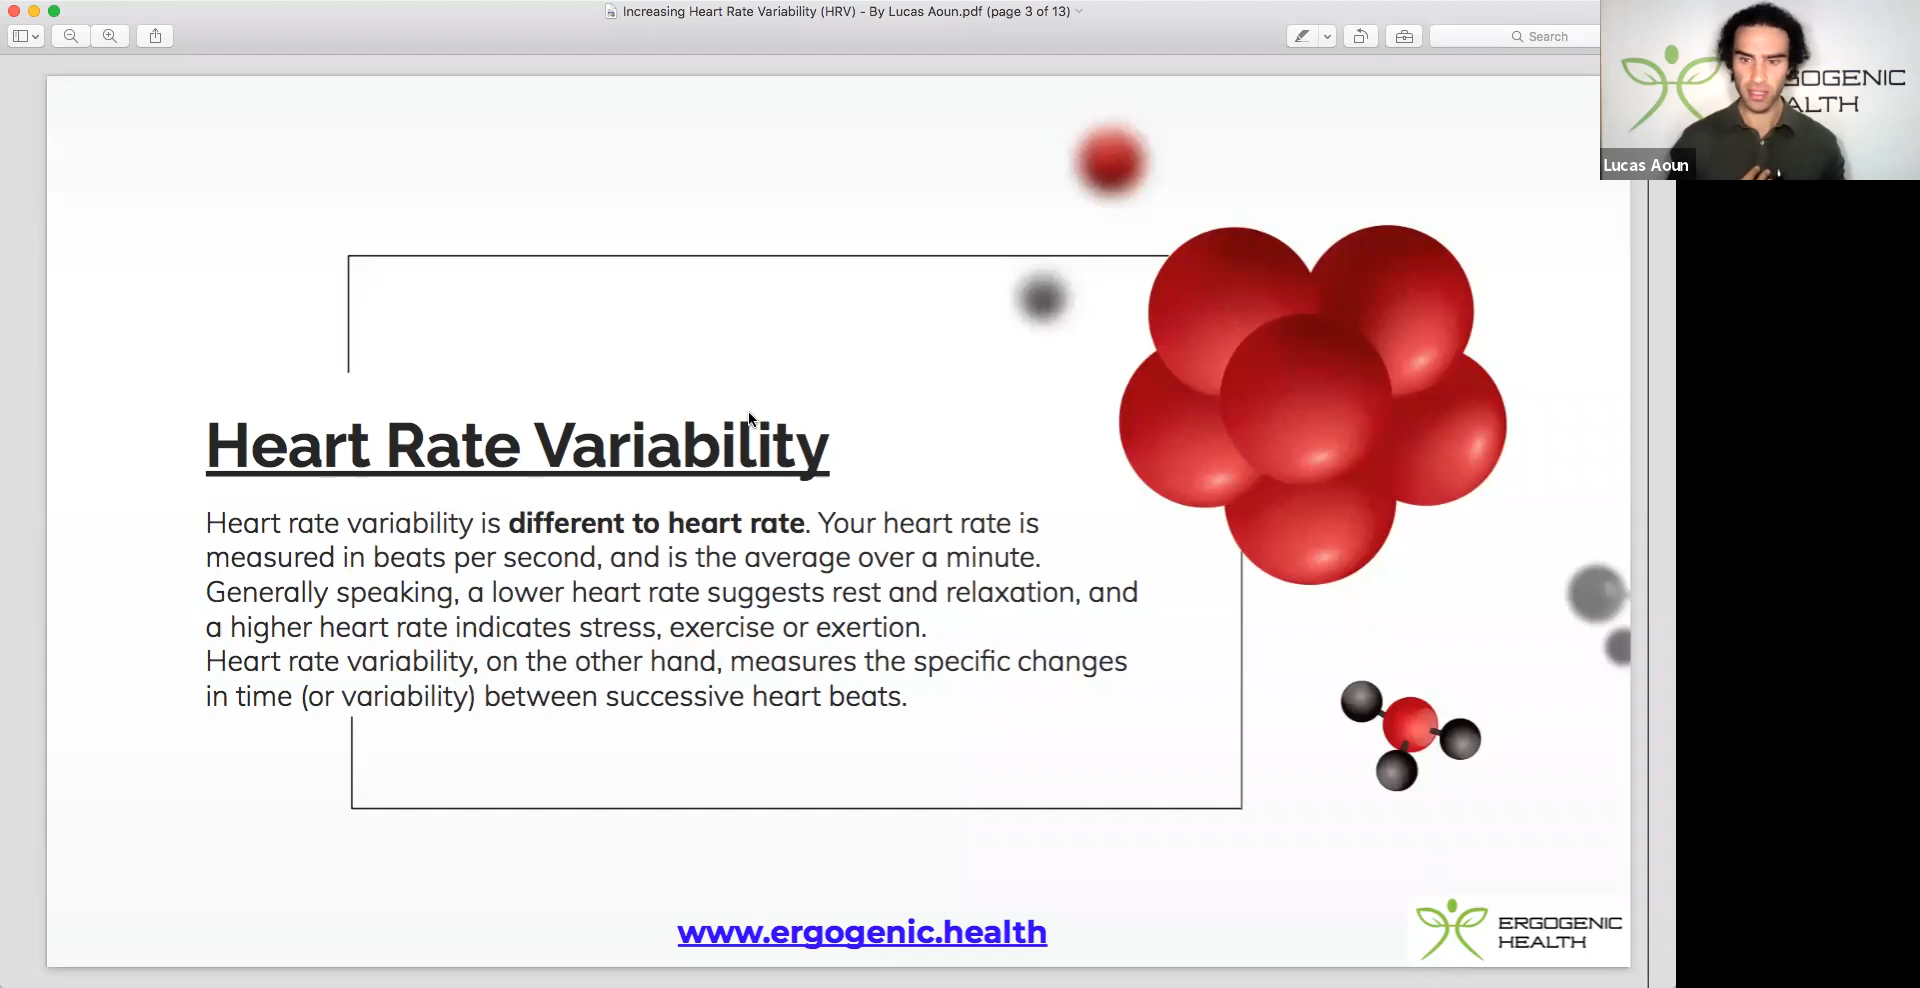 Increasing Heart Rate Variability (HRV) - By Lucas Aoun.pdf (page 3 of 13)
Search
OGENIC
ALTH
Lucas Aoun
Heart Rate Variability
Heart rate variability is different to heart rate. Your heart rate is
measured in beats per second, and is the average over a minute.
Generally speaking, a lower heart rate suggests rest and relaxation, and
a higher heart rate indicates stress, exercise or exertion.
Heart rate variability, on the other hand, measures the specific changes
in time (or variability) between successive heart beats.
www.ergogenic.health
ERGOGENIC
HEALTH